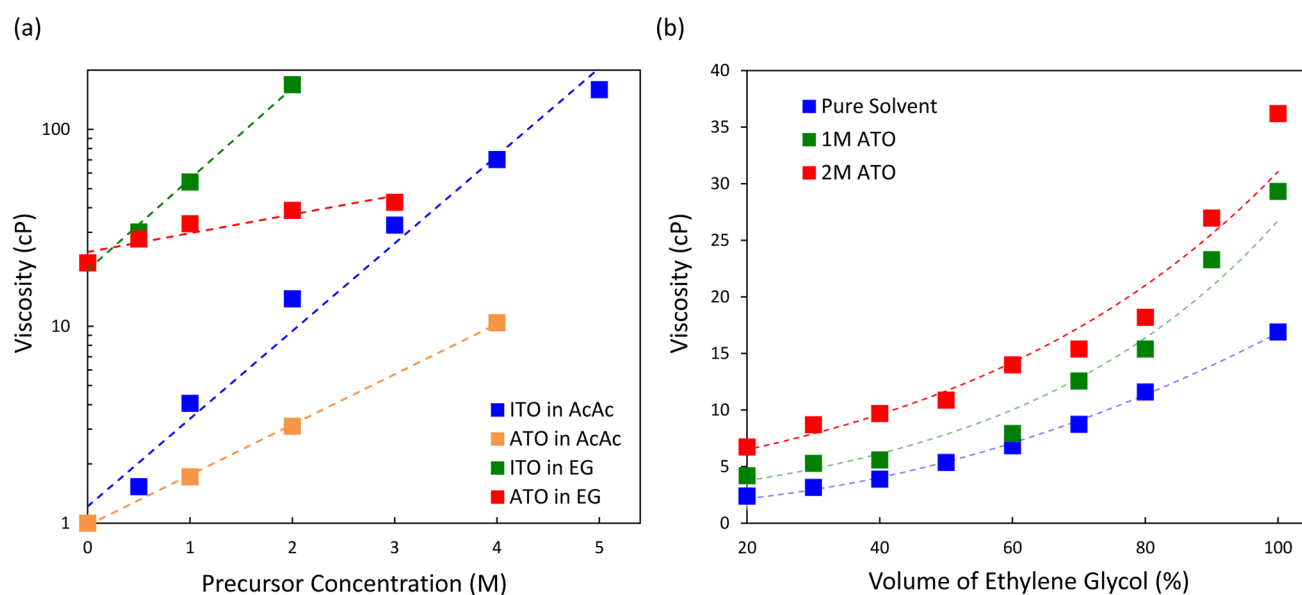 (a)
(b)
Viscosity (cP)
100
10
1
0
1
2
3
4
5
Precursor Concentration (M)
ITO in AcAc
ATO in AcAc
ITO in EG
ATO in EG
Viscosity (cP)
40
35
30
25
20
15
10
5
0
20
40
60
80
100
Volume of Ethylene Glycol (%)
Pure Solvent
1M ATO
2M ATO